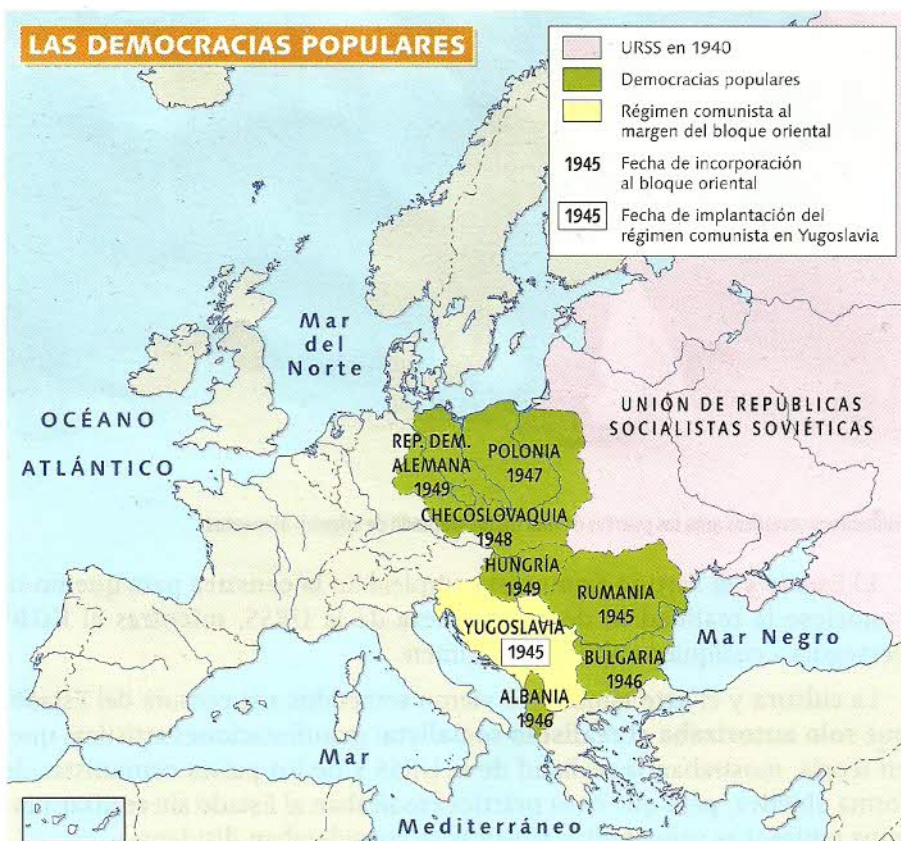 LAS DEMOCRACIAS POPULARES
URSS en 1940
Democracias populares
Régimen comunista al
margen del bloque oriental
1945 Fecha de incorporación
al bloque oriental
1945 Fecha de implantación del
régimen comunista en Yugoslavia
Mar
del
Norte
OCÉANO
ATLÁNTICO
UNIÓN DE REPÚBLICAS
SOCIALISTAS SOVIÉTICAS
REP. DEM.
ALEMANA
1949
POLONIA
1947
CHECOSLOVAQUIA
1948
HUNGRÍA
1949
RUMANIA
1945
YUGOSLAVIA
1945
BULGARIA
1946
ALBANIA
1946
Mar Negro
Mar
Mediterráneo